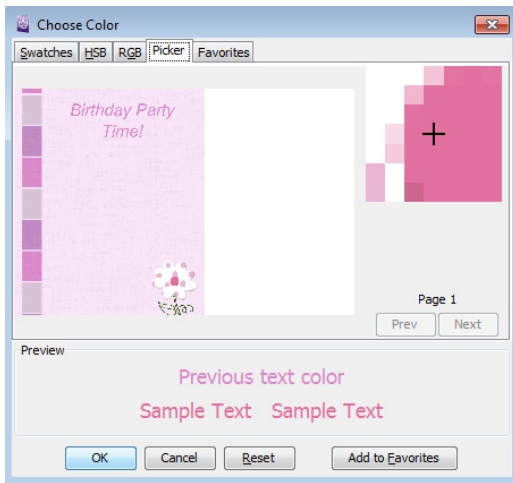 Choose Color
Swatches HSB RGB Picker Favorites
Birthday Party
Time!
Page 1
Prev Next
Preview
Previous text color
Sample Text Sample Text
OK Cancel Reset Add to Favorites